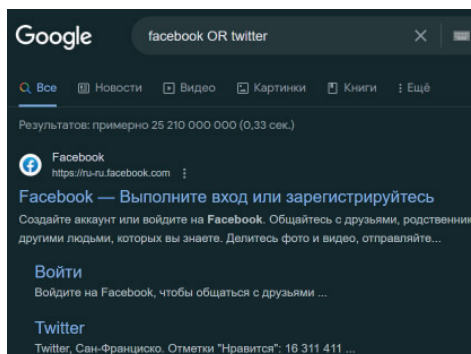 Google
facebook OR twitter
Все Новости Видео Картинки Книги Ещё
Результатов: примерно 25 210 000 000 (0,33 сек.)
Facebook
https://ru-ru.facebook.com
Facebook — Выполните вход или зарегистрируйтесь
Создайте аккаунт или войдите на Facebook. Общайтесь с друзьями, родственник
другими людьми, которых вы знаете. Делитесь фото и видео, отправляйте...
Войти
Войдите на Facebook, чтобы общаться с друзьями ...
Twitter
Twitter, Сан-Франциско. Отметки "Нравится": 16 311 411 ...